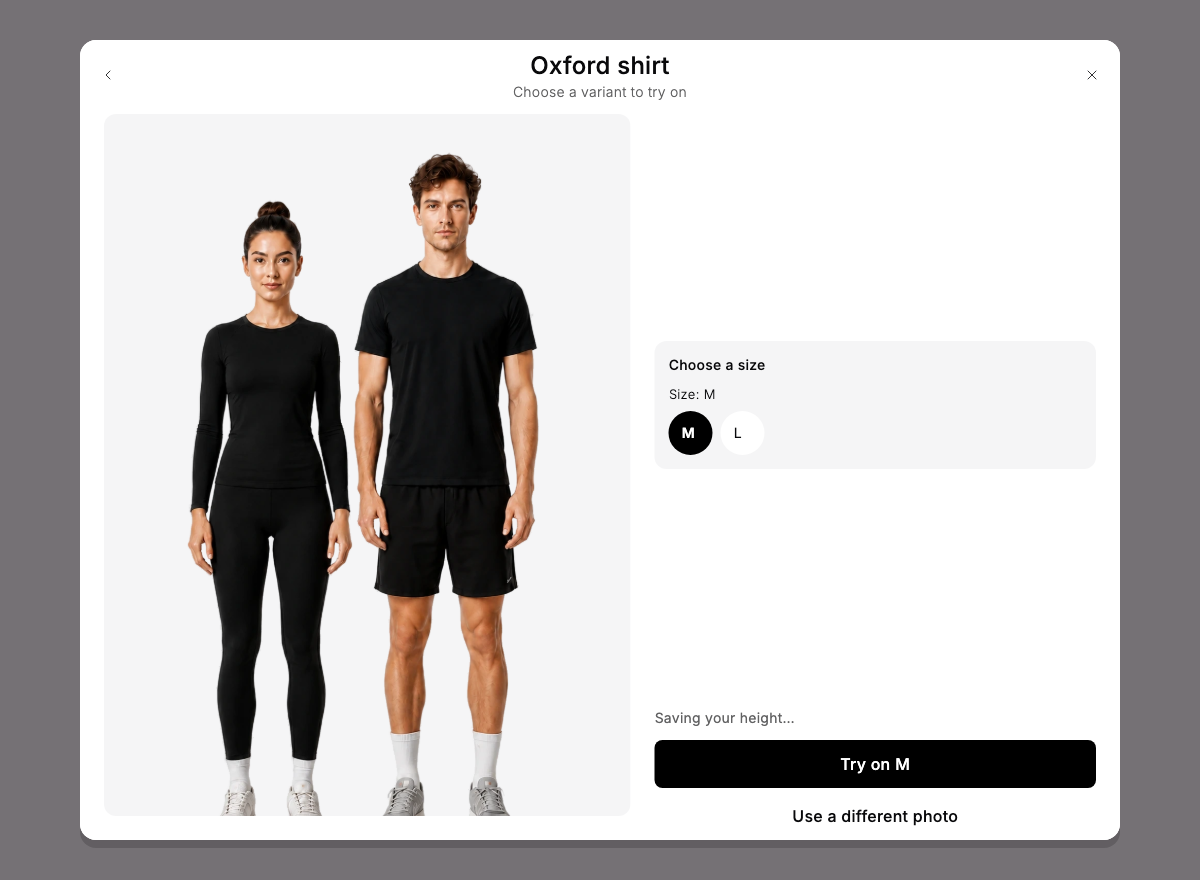 Oxford shirt
Choose a variant to try on
Choose a size
Size: M
M
L
Saving your height...
Try on M
Use a different photo